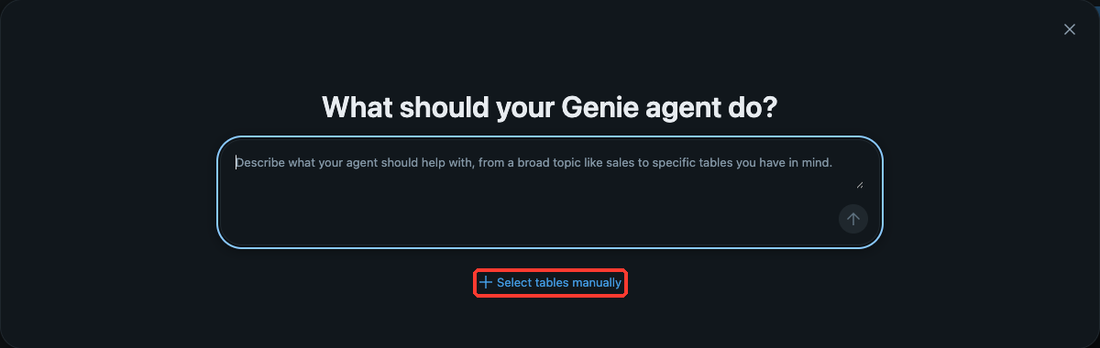 What should your Genie agent do?
Describe what your agent should help with, from a broad topic like sales to specific tables you have in mind.
Select tables manually